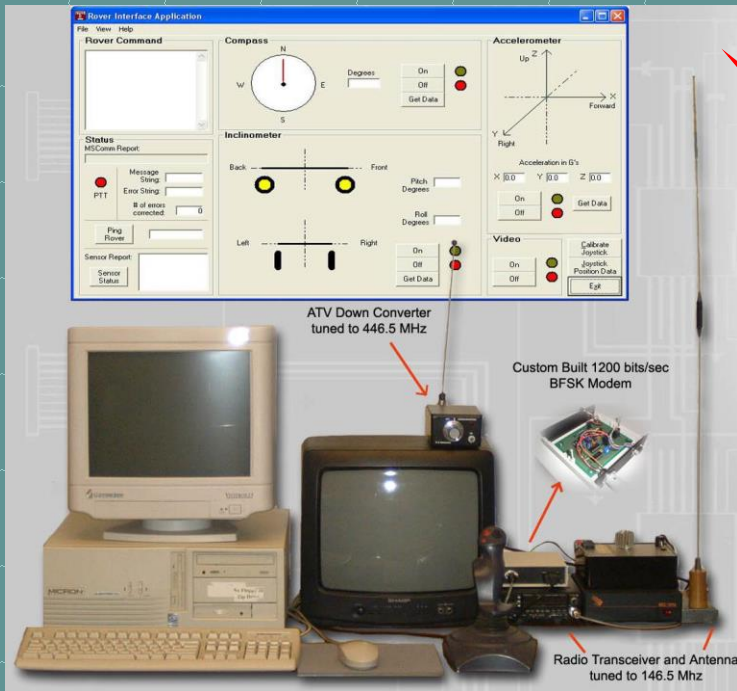 Rover Interface Application
File View Help
Rover Command
Status
MSComm Report:
PTT
Message
String:
Error String:
# of errors
corrected:
0
Ping
Rover
Sensor Report:
Sensor
Status
Compass
N
W
E
S
Degrees
On
Off
Get Data
Inclinometer
Back
Front
Pitch
Degrees
Roll
Degrees
Left
Right
On
Off
Get Data
Accelerometer
Z
Up
X
Forward
Y
Right
Acceleration in G's
X 0.0 Y 0.0 Z 0.0
On
Off
Get Data
Video
On
Off
Calibrate
Joystick
Joystick
Position Data
Exit
ATV Down Converter
tuned to 446.5 MHz
Custom Built 1200 bits/sec
BFSK Modem
MICRON
SHARP
Radio Transceiver and Antenna
tuned to 146.5 Mhz